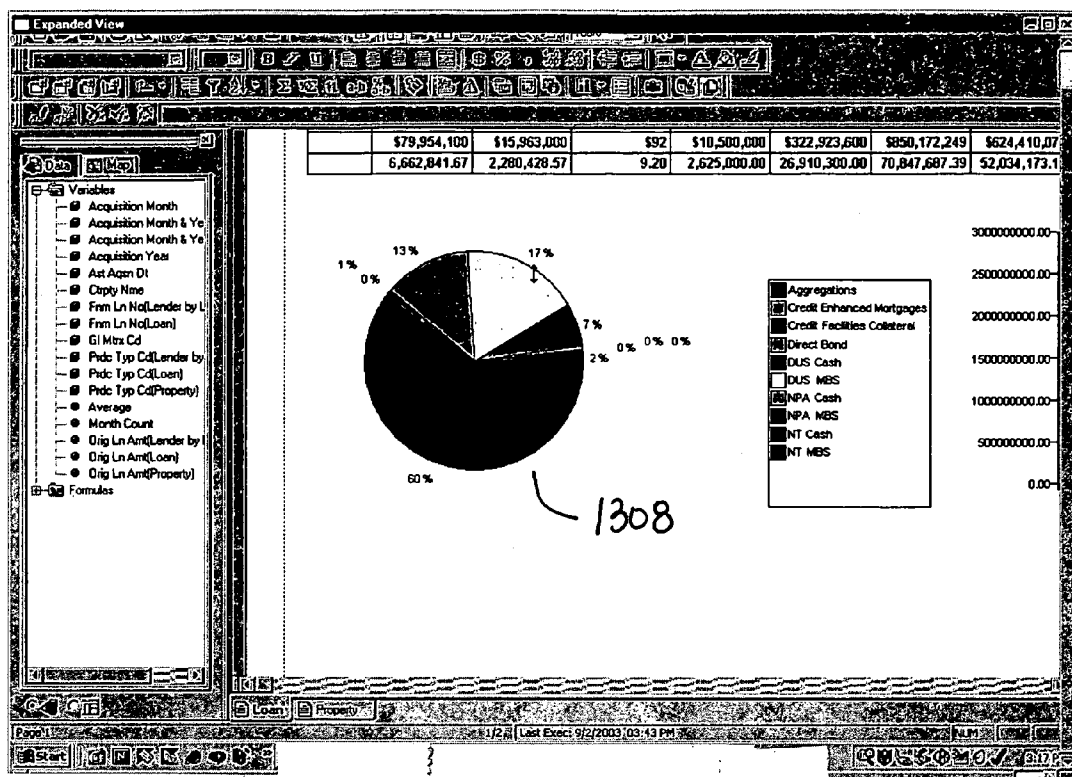 Expanded View
$79,954,100 $15,963,000 $92 $10,500,000 $322,923,600 $850,172,249 $624,410,07
6,662,841.67 2,280,428.57 9.20 2,625,000.00 26,910,300.00 70,847,687.39 52,034,173.1
Data Map
Variables
Acquisition Month
Acquisition Month & Ye
Acquisition Month & Ye
Acquisition Year
Ast Aqsn Dt
Ctrpty Nme
Fnm Ln No(Lender by L
Fnm Ln No(Loan)
Gl Mtrx Cd
Prdc Typ Cd(Lender by
Prdc Typ Cd(Loan)
Prdc Typ Cd(Property)
Average
Month Count
Orig Ln Amt(Lender by L
Orig Ln Amt(Loan)
Orig Ln Amt(Property)
Formulas
13%
17%
1%
0%
7%
0% 0% 0%
2%
60%
1308
Aggregations
Credit Enhanced Mortgages
Credit Facilities Collateral
Direct Bond
DUS Cash
DUS MBS
NPA Cash
NPA MBS
NT Cash
NT MBS
3000000000.00
2500000000.00
2000000000.00
1500000000.00
1000000000.00
500000000.00
0.00
Loan Property
Page 1 1/2 Last Exec: 9/2/2003 03:43 PM NUM
Start 3:17 P